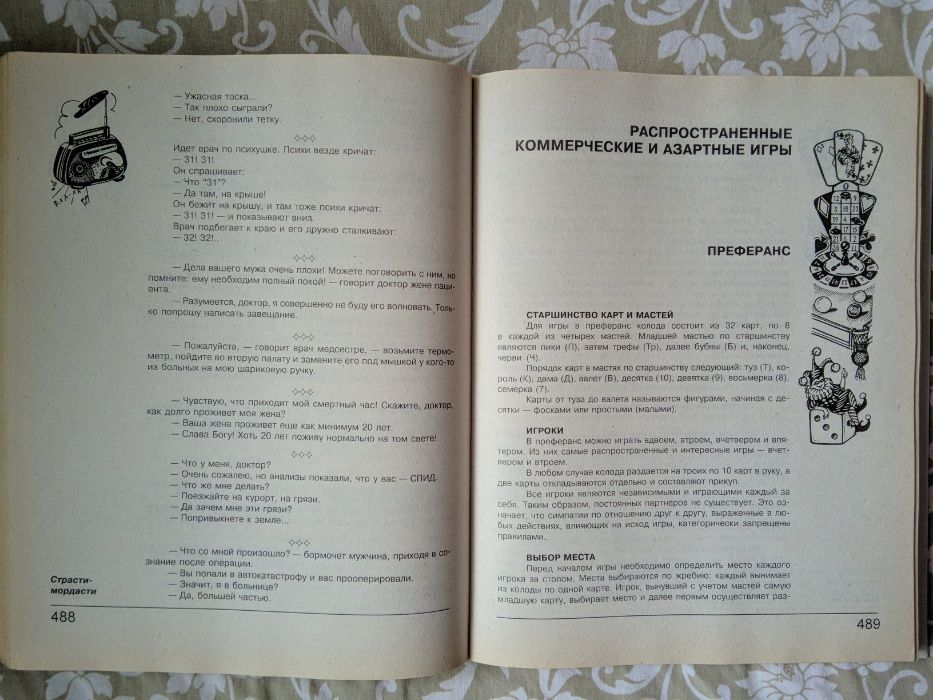 — Ужасная тоска...
— Так плохо сыграли?
— Нет, схоронили тетку.
Идет врач по психушке. Психи везде кричат:
— 31! 31!
Он спрашивает:
— Что "31"?
— Да там, на крыше!
Он бежит на крышу, и там тоже психи кричат:
— 31! 31! — и показывают вниз.
Врач подбегает к краю и его дружно сталкивают:
— 32! 32!..
— Дела вашего мужа очень плохи! Можете поговорить с ним, но
помните: ему необходим полный покой! — говорит доктор жене паци-
ента.
— Разумеется, доктор, я совершенно не буду его волновать. Толь-
ко попрошу написать завещание.
— Пожалуйста, — говорит врач медсестре, — возьмите термо-
метр, пойдите во вторую палату и замените его под мышкой у кого-то
из больных на мою шариковую ручку.
— Чувствую, что приходит мой смертный час! Скажите, доктор,
как долго проживет моя жена?
— Ваша жена проживет еще как минимум 20 лет.
— Слава Богу! Хоть 20 лет поживу нормально на том свете!
— Что у меня, доктор?
— Очень сожалею, но анализы показали, что у вас — СПИД.
— Что же мне делать?
— Поезжайте на курорт, на грязи.
— Да зачем мне эти грязи?
— Попривыкнете к земле...
— Что со мной произошло? — бормочет мужчина, приходя в со-
знание после операции.
— Вы попали в автокатастрофу и вас прооперировали.
— Значит, я в больнице?
— Да, большей частью.
Страсти-
мордасти
488
РАСПРОСТРАНЕННЫЕ
КОММЕРЧЕСКИЕ И АЗАРТНЫЕ ИГРЫ
ПРЕФЕРАНС
СТАРШИНСТВО КАРТ И МАСТЕЙ
Для игры в преферанс колода состоит из 32 карт, по 8
в каждой из четырех мастей. Младшей мастью по старшинству
являются пики (П), затем трефы (Тр), далее бубны (Б) и, наконец,
черви (Ч).
Порядок карт в мастях по старшинству следующий: туз (Т), ко-
роль (К), дама (Д), валет (В), десятка (10), девятка (9), восьмерка (8),
семерка (7).
Карты от туза до валета называются фигурами, начиная с де-
сятки — фосками или простыми (малыми).
ИГРОКИ
В преферанс можно играть вдвоем, втроем, вчетвером и впя-
тером. Из них самые распространенные и интересные игры — вчет-
вером и втроем.
В любом случае колода раздается на троих по 10 карт в руку, а
две карты откладываются отдельно и составляют прикуп.
Все игроки являются независимыми и играющими каждый за
себя. Таким образом, постоянных партнеров не существует. Это оз-
начает, что симпатии по отношению друг к другу, выраженные в лю-
бых действиях, влияющих на исход игры, категорически запрещены
правилами.
ВЫБОР МЕСТА
Перед началом игры необходимо определить место каждого
игрока за столом. Места выбираются по жребию: каждый вынимает
из колоды по одной карте. Игрок, вынувший с учетом мастей самую
младшую карту, выбирает место и далее первым осуществляет раз-
489